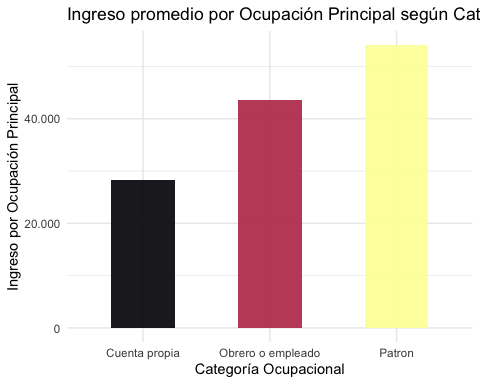 Ingreso promedio por Ocupación Principal según Cat
Ingreso por Ocupación Principal
40.000
20.000
0
Cuenta propia
Obrero o empleado
Patron
Categoría Ocupacional